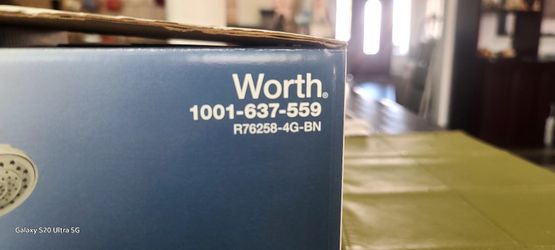 Worth®
1001-637-559
R76258-4G-BN
Galaxy S20 Ultra 5G